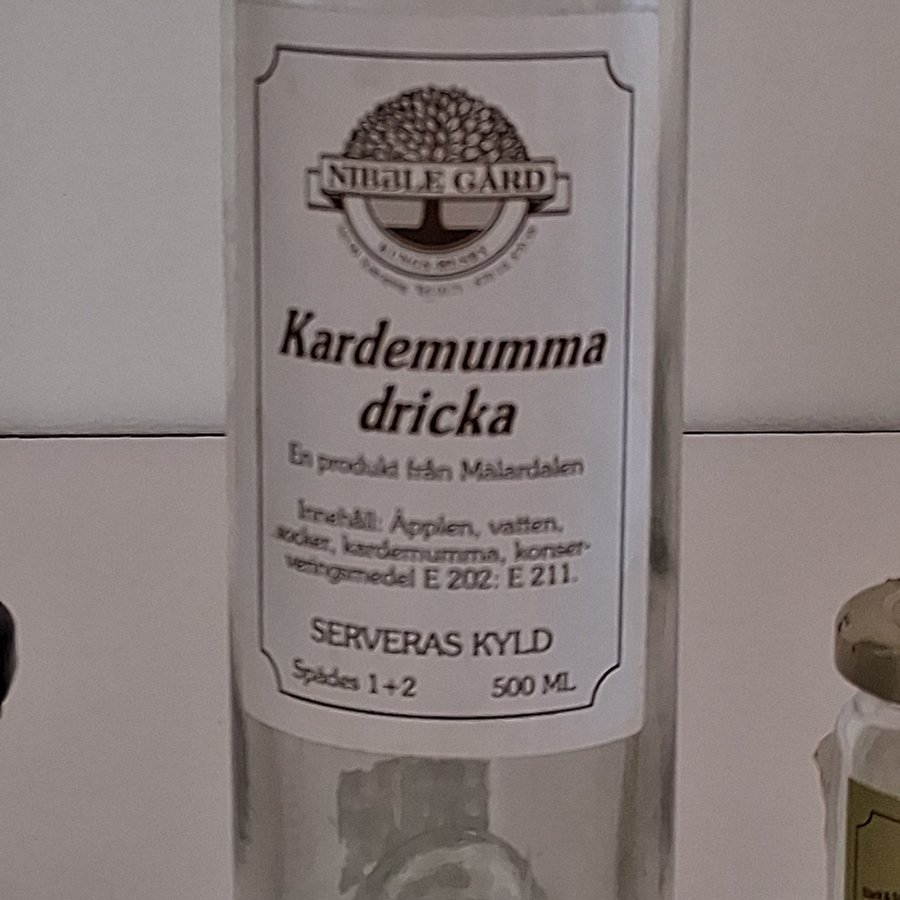 NIBBLE GÅRD
Kardemumma
dricka
En produkt från Mälardalen
Innehåll: Äpplen, vatten,
socker, kardemumma, konser-
veringsmedel E 202: E 211.
SERVERAS KYLD
Spädes 1+2
500 ML